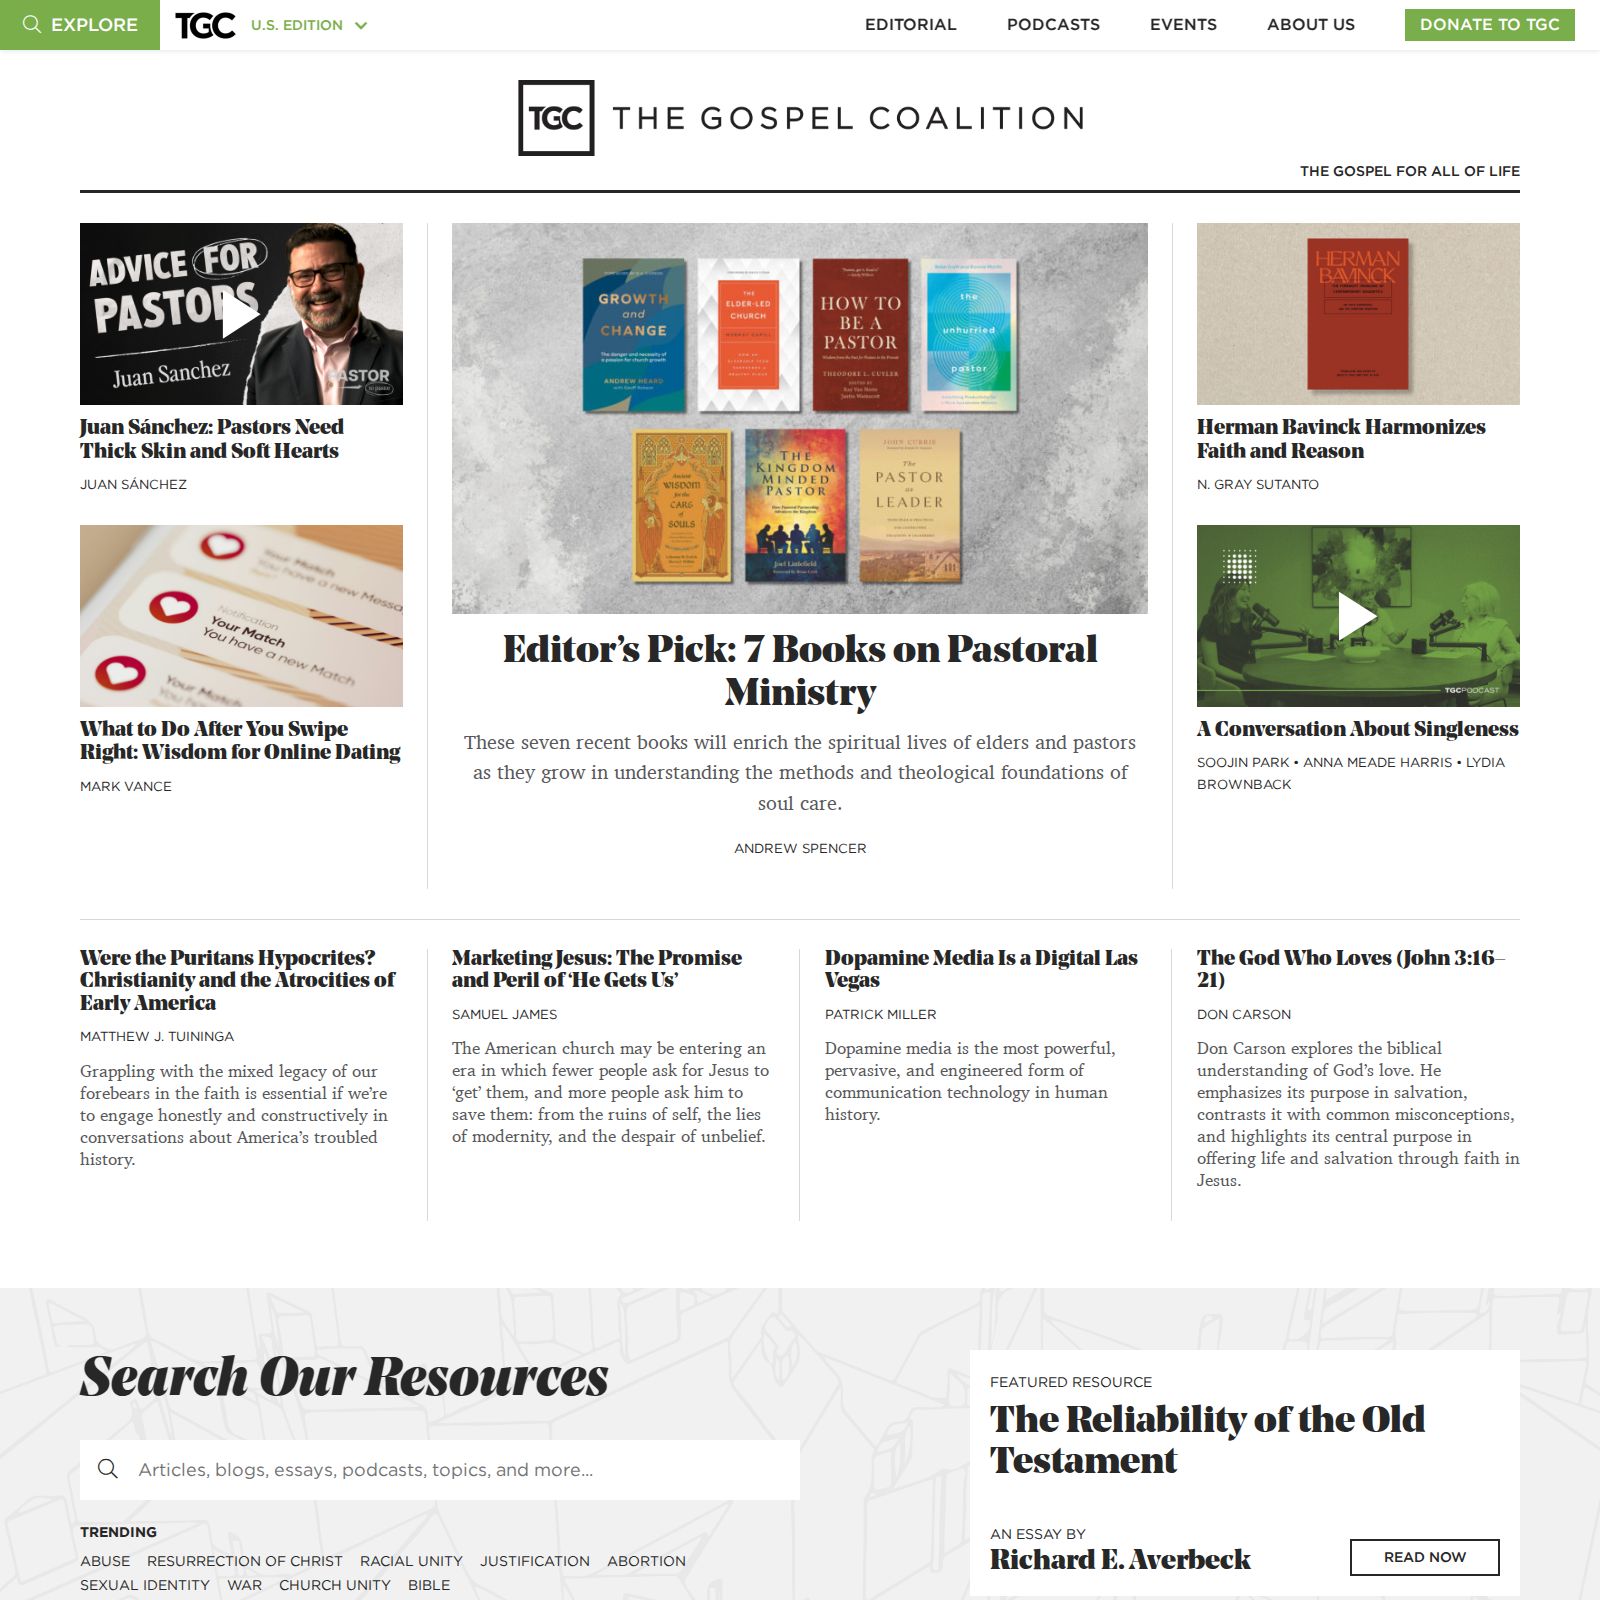 EXPLORE
TGC
U.S. EDITION
EDITORIAL
PODCASTS
EVENTS
ABOUT US
DONATE TO TGC
TGC THE GOSPEL COALITION
THE GOSPEL FOR ALL OF LIFE
ADVICE FOR
PASTORS
Juan Sanchez
Juan Sánchez: Pastors Need
Thick Skin and Soft Hearts
JUAN SÁNCHEZ
Your Match
You have a new Messa
Notification
Your Match
You have a new Match
Your Match
What to Do After You Swipe
Right: Wisdom for Online Dating
MARK VANCE
GROWTH
and
CHANGE
The danger and necessity of
a passion for church growth
ANDREW HEARD
THE
ELDER-LED
CHURCH
HOW TO
BE A
PASTOR
THEODORE L. CUYLER
the
unhurried
pastor
Ancient
WISDOM
for the
CARE
of
SOULS
THE
KINGDOM
MINDED
PASTOR
Joel Littlefield
JOHN CURRIE
The
PASTOR
as
LEADER
Editor’s Pick: 7 Books on Pastoral
Ministry
These seven recent books will enrich the spiritual lives of elders and pastors
as they grow in understanding the methods and theological foundations of
soul care.
ANDREW SPENCER
HERMAN
BAVINCK
Herman Bavinck Harmonizes
Faith and Reason
N. GRAY SUTANTO
TGCPODCAST
A Conversation About Singleness
SOOJIN PARK • ANNA MEADE HARRIS • LYDIA
BROWNBACK
Were the Puritans Hypocrites?
Christianity and the Atrocities of
Early America
MATTHEW J. TUININGA
Grappling with the mixed legacy of our
forebears in the faith is essential if we’re
to engage honestly and constructively in
conversations about America’s troubled
history.
Marketing Jesus: The Promise
and Peril of ‘He Gets Us’
SAMUEL JAMES
The American church may be entering an
era in which fewer people ask for Jesus to
‘get’ them, and more people ask him to
save them: from the ruins of self, the lies
of modernity, and the despair of unbelief.
Dopamine Media Is a Digital Las
Vegas
PATRICK MILLER
Dopamine media is the most powerful,
pervasive, and engineered form of
communication technology in human
history.
The God Who Loves (John 3:16–
21)
DON CARSON
Don Carson explores the biblical
understanding of God’s love. He
emphasizes its purpose in salvation,
contrasts it with common misconceptions,
and highlights its central purpose in
offering life and salvation through faith in
Jesus.
Search Our Resources
Articles, blogs, essays, podcasts, topics, and more...
TRENDING
ABUSE RESURRECTION OF CHRIST RACIAL UNITY JUSTIFICATION ABORTION
SEXUAL IDENTITY WAR CHURCH UNITY BIBLE
FEATURED RESOURCE
The Reliability of the Old
Testament
AN ESSAY BY
Richard E. Averbeck
READ NOW